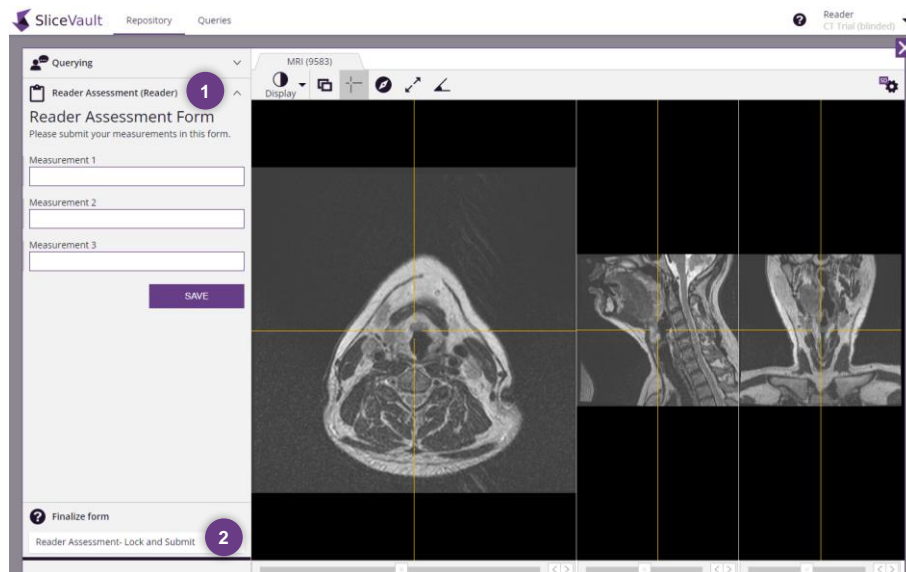 SliceVault
Repository
Queries
Reader
CT Trial (blinded)
Querying
Reader Assessment (Reader)
1
Reader Assessment Form
Please submit your measurements in this form.
Measurement 1
Measurement 2
Measurement 3
SAVE
Finalize form
Reader Assessment- Lock and Submit
2
MRI (9583)
Display